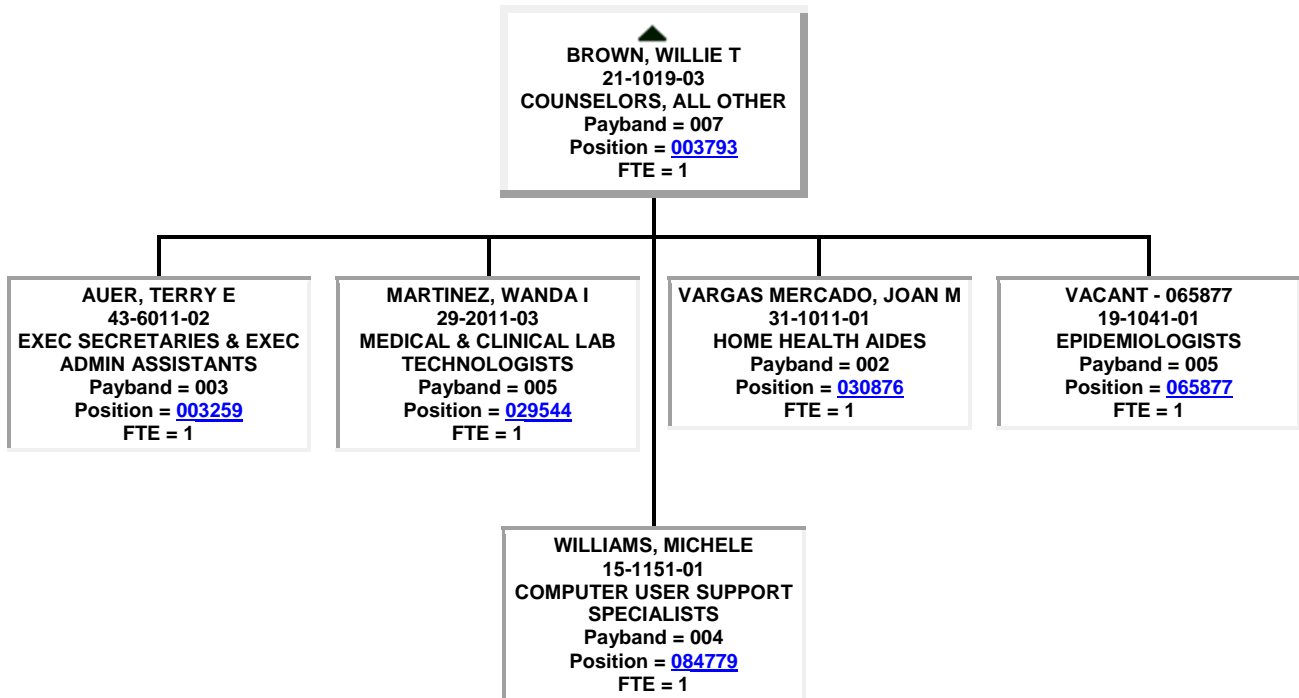 BROWN, WILLIE T
21-1019-03
COUNSELORS, ALL OTHER
Payband = 007
Position = 003793
FTE = 1
AUER, TERRY E
43-6011-02
EXEC SECRETARIES & EXEC
ADMIN ASSISTANTS
Payband = 003
Position = 003259
FTE = 1
MARTINEZ, WANDA I
29-2011-03
MEDICAL & CLINICAL LAB
TECHNOLOGISTS
Payband = 005
Position = 029544
FTE = 1
VARGAS MERCADO, JOAN M
31-1011-01
HOME HEALTH AIDES
Payband = 002
Position = 030876
FTE = 1
VACANT - 065877
19-1041-01
EPIDEMIOLOGISTS
Payband = 005
Position = 065877
FTE = 1
WILLIAMS, MICHELE
15-1151-01
COMPUTER USER SUPPORT
SPECIALISTS
Payband = 004
Position = 084779
FTE = 1